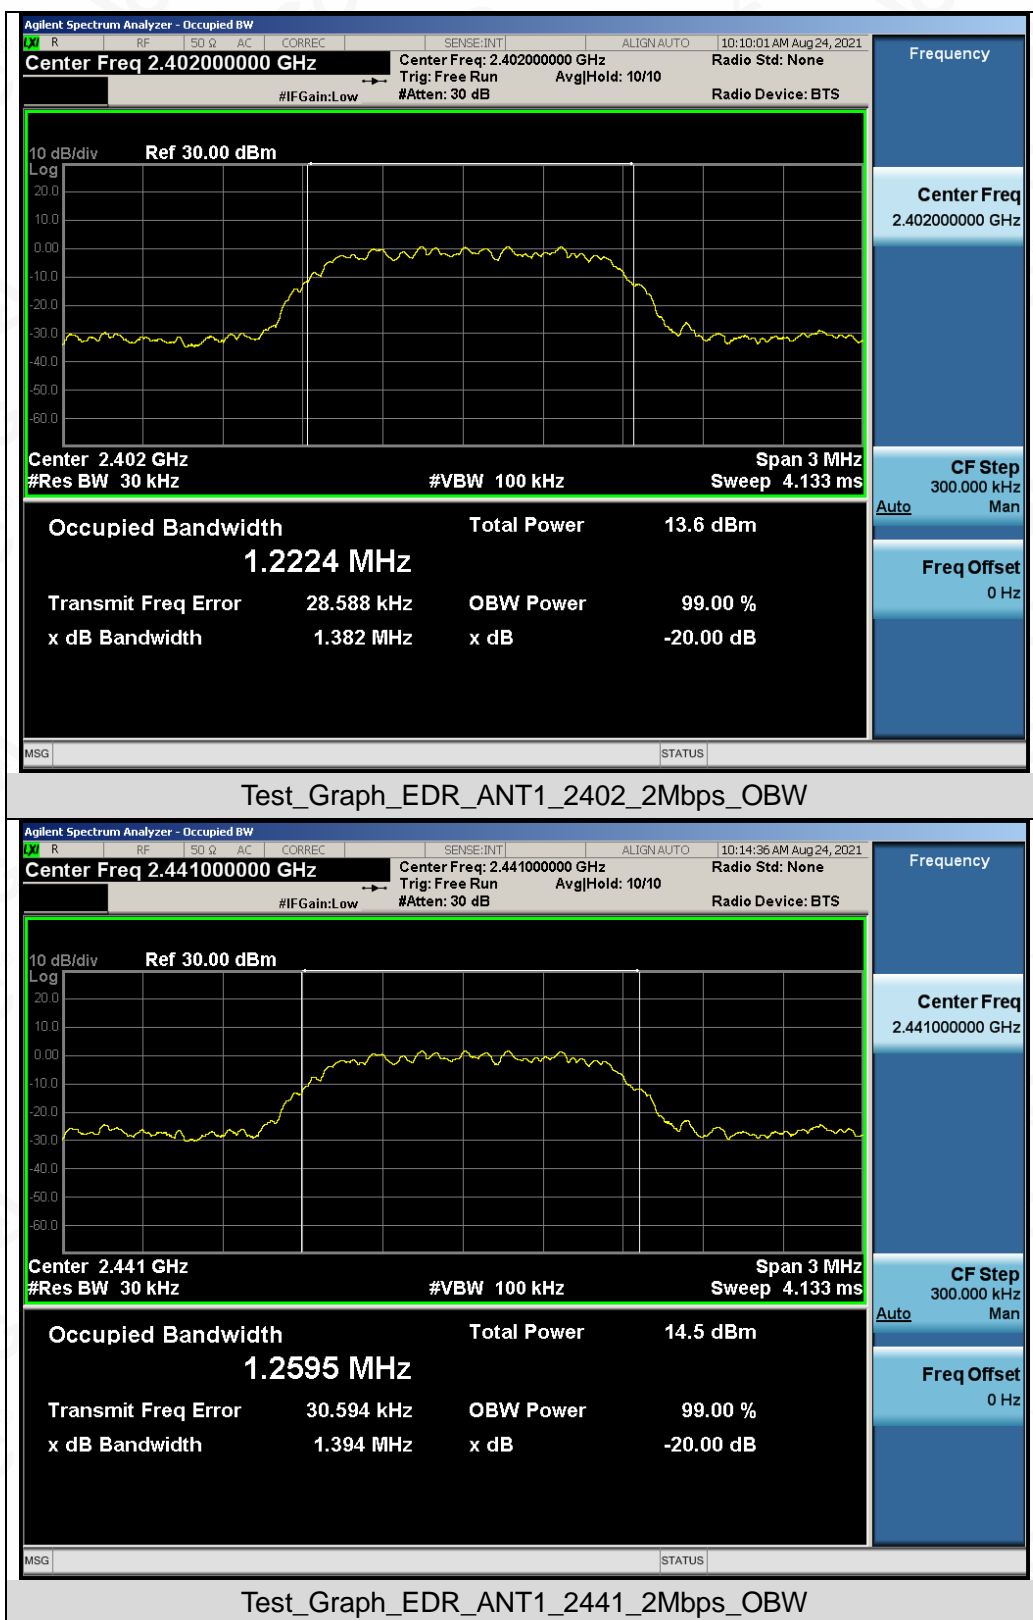 Agilent Spectrum Analyzer - Occupied BW
LXI R RF 50 Ω AC CORREC SENSE:INT ALIGN AUTO 10:10:01 AM Aug 24, 2021
Center Freq 2.402000000 GHz Center Freq: 2.402000000 GHz Radio Std: None Frequency
Trig: Free Run Avg|Hold: 10/10
#IFGain:Low #Atten: 30 dB Radio Device: BTS
10 dB/div Ref 30.00 dBm
Log
20.0
10.0
0.00
-10.0
-20.0
-30.0
-40.0
-50.0
-60.0
Center 2.402 GHz Span 3 MHz
#Res BW 30 kHz #VBW 100 kHz Sweep 4.133 ms
Center Freq
2.402000000 GHz
CF Step
300.000 kHz
Auto Man
Freq Offset
0 Hz
Occupied Bandwidth Total Power 13.6 dBm
1.2224 MHz
Transmit Freq Error 28.588 kHz OBW Power 99.00 %
x dB Bandwidth 1.382 MHz x dB -20.00 dB
MSG STATUS
Test_Graph_EDR_ANT1_2402_2Mbps_OBW
Agilent Spectrum Analyzer - Occupied BW
LXI R RF 50 Ω AC CORREC SENSE:INT ALIGN AUTO 10:14:36 AM Aug 24, 2021
Center Freq 2.441000000 GHz Center Freq: 2.441000000 GHz Radio Std: None Frequency
Trig: Free Run Avg|Hold: 10/10
#IFGain:Low #Atten: 30 dB Radio Device: BTS
10 dB/div Ref 30.00 dBm
Log
20.0
10.0
0.00
-10.0
-20.0
-30.0
-40.0
-50.0
-60.0
Center 2.441 GHz Span 3 MHz
#Res BW 30 kHz #VBW 100 kHz Sweep 4.133 ms
Center Freq
2.441000000 GHz
CF Step
300.000 kHz
Auto Man
Freq Offset
0 Hz
Occupied Bandwidth Total Power 14.5 dBm
1.2595 MHz
Transmit Freq Error 30.594 kHz OBW Power 99.00 %
x dB Bandwidth 1.394 MHz x dB -20.00 dB
MSG STATUS
Test_Graph_EDR_ANT1_2441_2Mbps_OBW